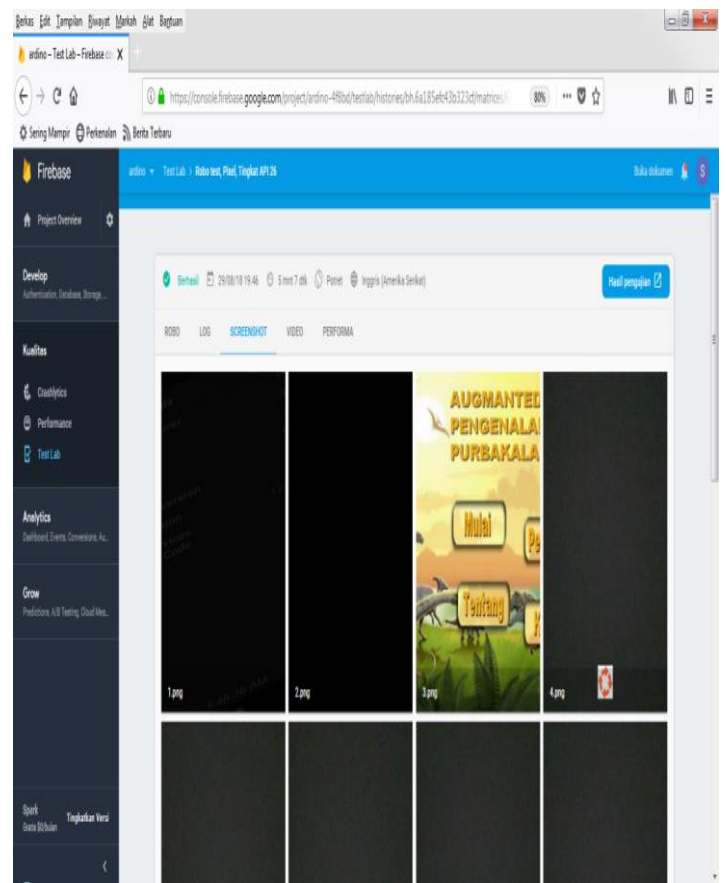 Berkas Edit Tampilan Riwayat Markah Alat Bantuan
ardino – Test Lab – Firebase co
https://console.firebase.google.com/project/ardino-4f8bd/testlab/histories/bh.6a185efc43b323cf/matrices/
80%
Sering Mampir Perkenalan Berita Terbaru
Firebase
ardino Test Lab > Robo test, Pixel, Tingkat API 26
Buka dokumen
S
Project Overview
Develop
Authentication, Database, Storage, ...
Kualitas
Crashlytics
Performance
Test Lab
Analytics
Dashboard, Events, Conversions, Au...
Grow
Predictions, A/B Testing, Cloud Mes...
Spark
Gratis $0/bulan
Tingkatkan Versi
Berhasil 29/08/18 19.46 5 mnt 7 dtk Potret Inggris (Amerika Serikat)
Hasil pengujian
ROBO LOG SCREENSHOT VIDEO PERFORMA
AUGMANTED
PENGENALA
PURBAKALA
Mulai
Pe
Tentang
K
1.png 2.png 3.png 4.png